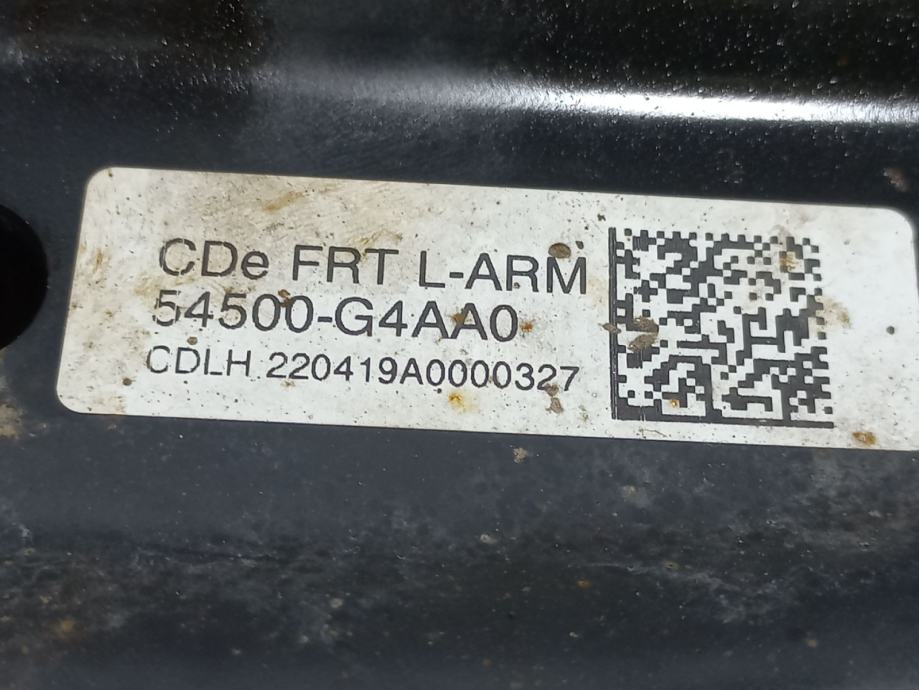 CDe FRT L-ARM
54500-G4AA0
CDLH 220419A0000327